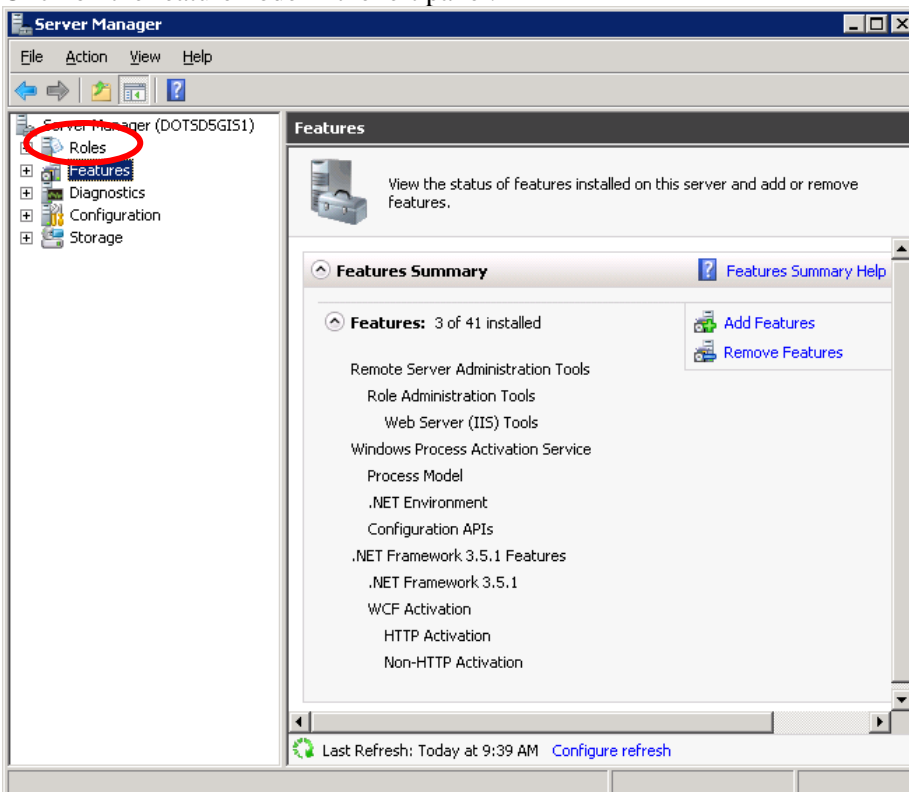 Server Manager
File Action View Help
Server Manager (DOTSD5GIS1)
Roles
Features
Diagnostics
Configuration
Storage
Features
View the status of features installed on this server and add or remove
features.
Features Summary
Features Summary Help
Features: 3 of 41 installed
Add Features
Remove Features
Remote Server Administration Tools
Role Administration Tools
Web Server (IIS) Tools
Windows Process Activation Service
Process Model
.NET Environment
Configuration APIs
.NET Framework 3.5.1 Features
.NET Framework 3.5.1
WCF Activation
HTTP Activation
Non-HTTP Activation
Last Refresh: Today at 9:39 AM Configure refresh